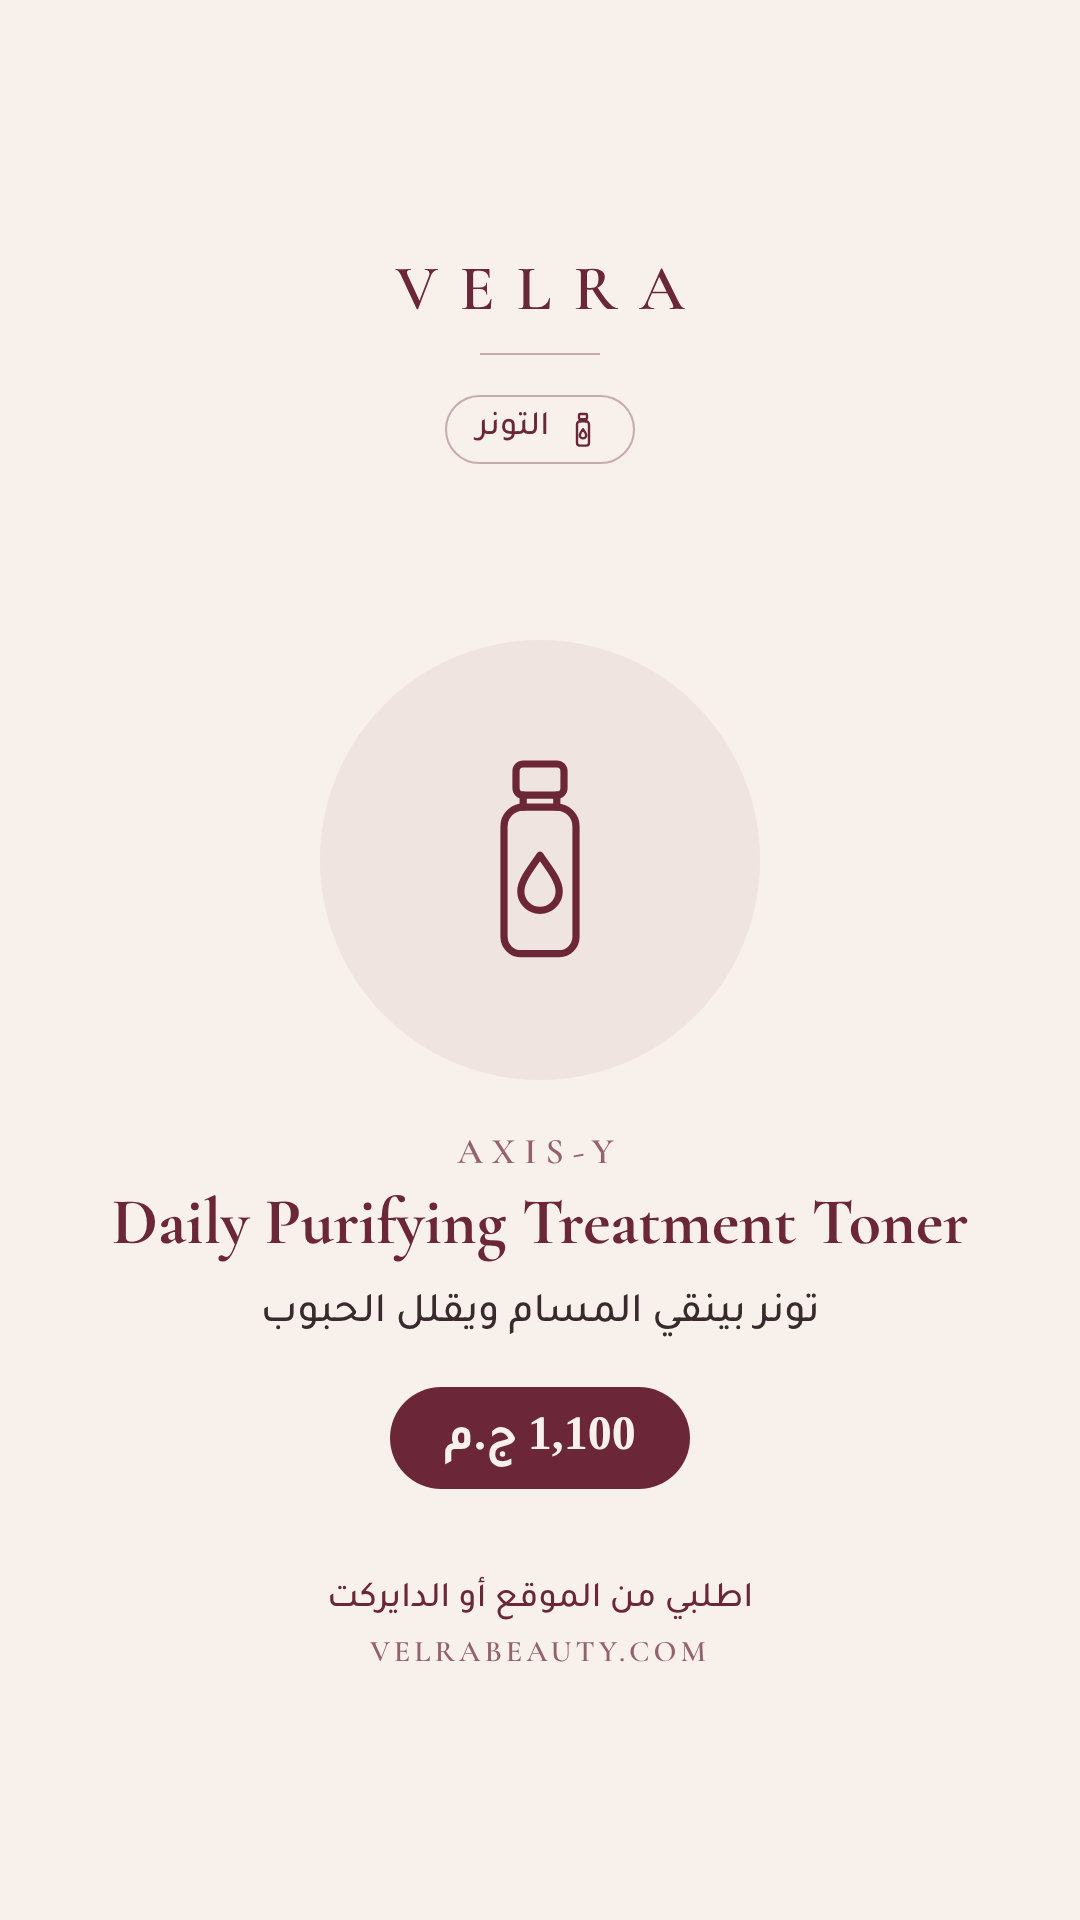 VELRA
التونر
AXIS-Y
Daily Purifying Treatment Toner
تونر بينقي المسام ويقلل الحبوب
1,100 ج.م
اطلبي من الموقع أو الدايركت
VELRABEAUTY.COM